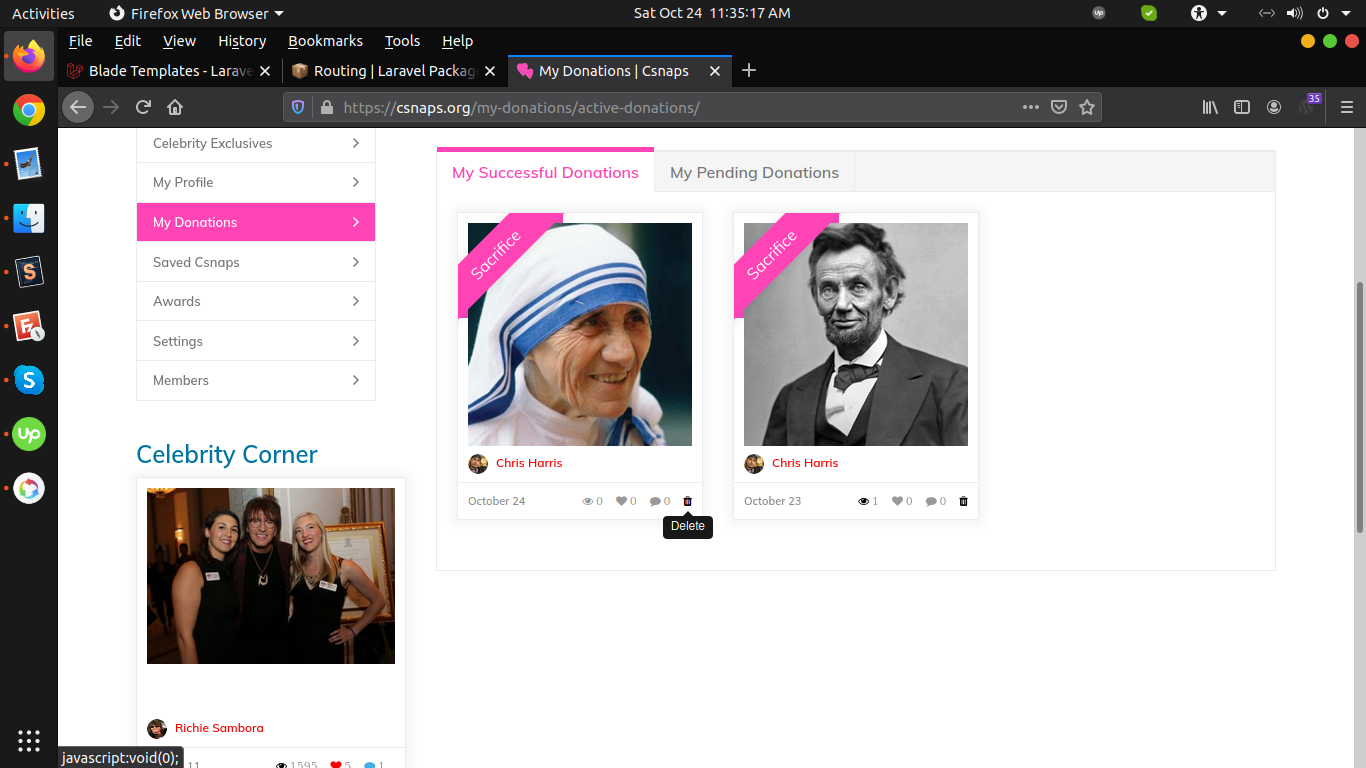 Activities Firefox Web Browser Sat Oct 24 11:35:17 AM
File Edit View History Bookmarks Tools Help
Blade Templates - Larave Routing | Laravel Packag My Donations | Csnaps
https://csnaps.org/my-donations/active-donations/ 35
Celebrity Exclusives
My Profile
My Donations
Saved Csnaps
Awards
Settings
Members
Celebrity Corner
Richie Sambora
11 1595 5 1
My Successful Donations My Pending Donations
Sacrifice
Chris Harris
October 24 0 0 0
Delete
Sacrifice
Chris Harris
October 23 1 0 0
javascript:void(0);